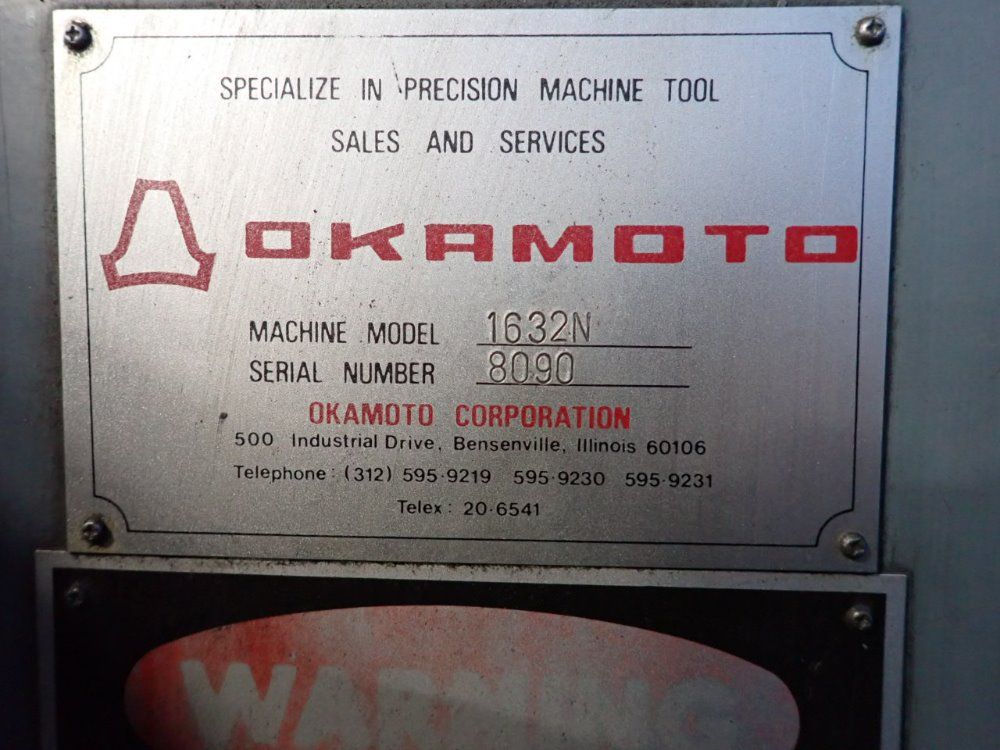 SPECIALIZE IN PRECISION MACHINE TOOL
SALES AND SERVICES
OKAMOTO
MACHINE MODEL 1632N
SERIAL NUMBER 8090
OKAMOTO CORPORATION
500 Industrial Drive, Bensenville, Illinois 60106
Telephone: (312) 595-9219 595-9230 595-9231
Telex: 20-6541
WARNING